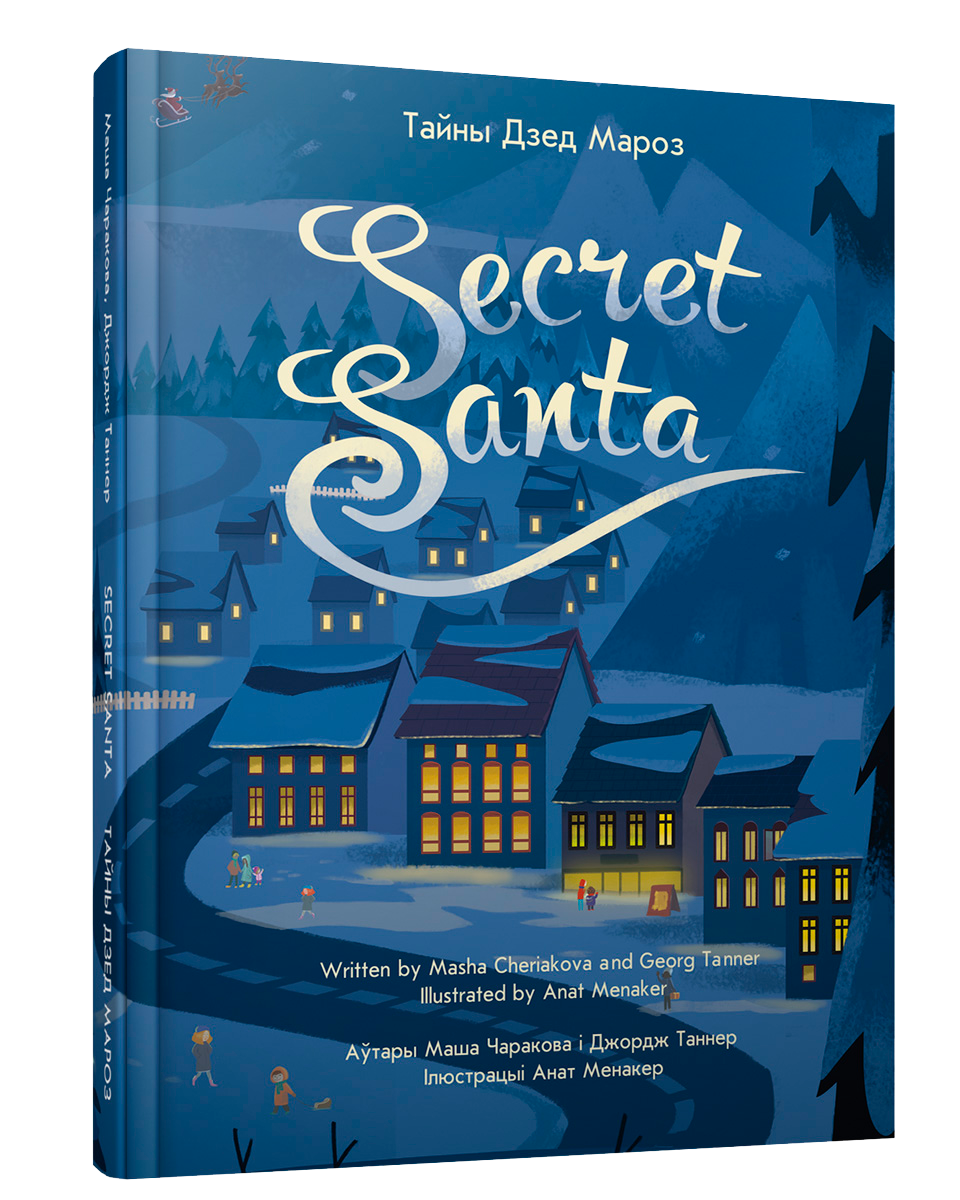 Тайны Дзед Мароз
Secret
Santa
Written by Masha Cheriakova and Georg Tanner
Illustrated by Anat Menaker
Аўтары Маша Чаракова і Джордж Таннер
Ілюстрацыі Анат Менакер
Маша Чаракова, Джордж Таннер SECRET SANTA ТАЙНЫ ДЗЕД МАРОЗ